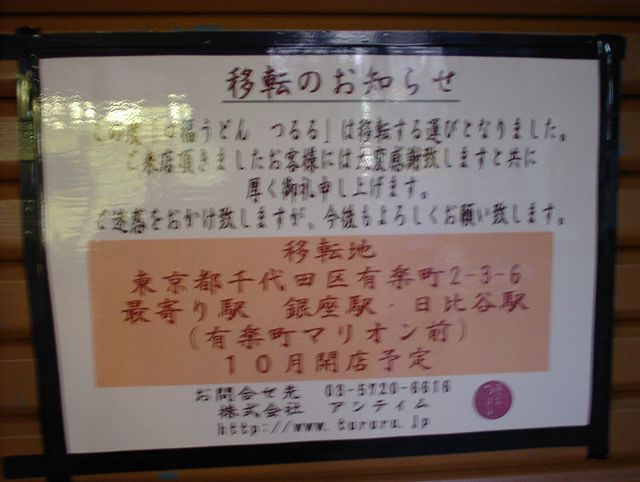 移転のお知らせ
この度「口福うどん　つるる」は移転する運びとなりました。
ご来店頂きましたお客様には大変感謝致しますと共に
厚く御礼申し上げます。
ご迷惑をおかけ致しますが、今後もよろしくお願い致します。
移転地
東京都千代田区有楽町2-3-6
最寄り駅　銀座駅・日比谷駅
(有楽町マリオン前)
10月開店予定
お問合せ先　03-5720-6616
株式会社　アンティム
http://www.tururu.jp